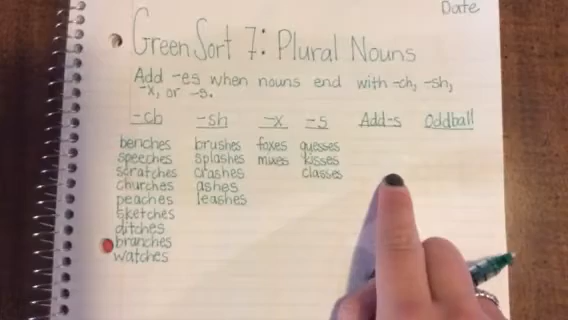 Date
Green Sort 7: Plural Nouns
Add -es when nouns end with -ch, -sh,
-x, or -s.
-ch -sh -x -s Add-s Oddball
benches brushes foxes guesses
speeches splashes mixes kisses
scratches crashes classes
churches ashes
peaches leashes
sketches
ditches
branches
watches